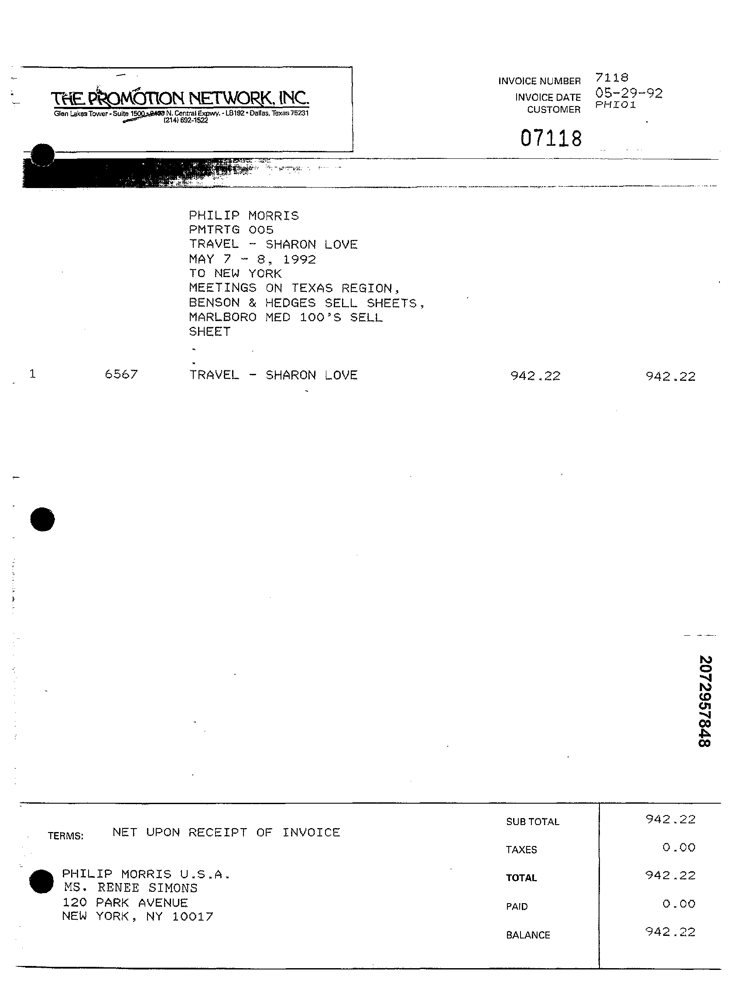 THE PROMOTION NETWORK, INC.
Glen Lakes Tower - Suite 1500 N. Central Expwy. - LB192 • Dallas, Texas 75231
(214) 692-1522
INVOICE NUMBER 7118
INVOICE DATE 05-29-92
CUSTOMER PHI01
07118
PHILIP MORRIS
PMTRTG 005
TRAVEL - SHARON LOVE
MAY 7 - 8, 1992
TO NEW YORK
MEETINGS ON TEXAS REGION,
BENSON & HEDGES SELL SHEETS,
MARLBORO MED 100'S SELL
SHEET
.
.
1 6567 TRAVEL - SHARON LOVE 942.22 942.22
2072957848
TERMS: NET UPON RECEIPT OF INVOICE
PHILIP MORRIS U.S.A.
MS. RENEE SIMONS
120 PARK AVENUE
NEW YORK, NY 10017
SUB TOTAL 942.22
TAXES 0.00
TOTAL 942.22
PAID 0.00
BALANCE 942.22